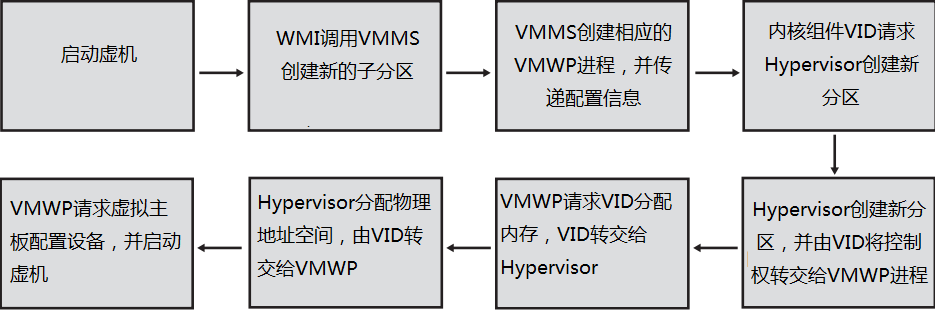 启动虚机
WMI调用VMMS
创建新的子分区
VMMS创建相应的
VMWP进程，并传
递配置信息
内核组件VID请求
Hypervisor创建新
分区
Hypervisor创建新分
区，并由VID将控制
权转交给VMWP进程
VMWP请求VID分配
内存，VID转交给
Hypervisor
Hypervisor分配物理
地址空间，由VID转
交给VMWP
VMWP请求虚拟主
板配置设备，并启动
虚机